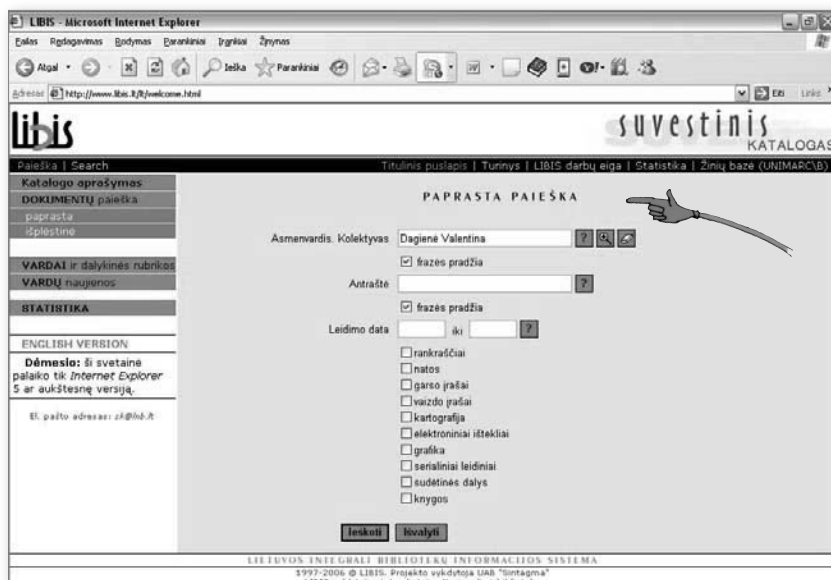 LIBIS - Microsoft Internet Explorer
Failas Redagavimas Rodymas Parankiniai Įrankiai Žinynas
Atgal Ieška Parankiniai
Adresas http://www.libis.lt/lt/welcome.html Eiti Links
libis
suvestinis
KATALOGAS
Paieška | Search Titulinis puslapis | Turinys | LIBIS darbų eiga | Statistika | Žinių bazė (UNIMARC\B)
Katalogo aprašymas
DOKUMENTŲ paieška
paprasta
išplėstinė
VARDAI ir dalykinės rubrikos
VARDŲ naujienos
STATISTIKA
ENGLISH VERSION
Dėmesio: ši svetainė
palaiko tik Internet Explorer
5 ar aukštesnę versiją.
El. pašto adresas:
PAPRASTA PAIEŠKA
Asmenvardis. Kolektyvas Dagienė Valentina ?
frazės pradžia
Antraštė ?
frazės pradžia
Leidimo data iki ?
rankraščiai
natos
garso įrašai
vaizdo įrašai
kartografija
elektroniniai ištekliai
grafika
serialiniai leidiniai
sudėtinės dalys
knygos
Ieškoti Išvalyti
LIETUVOS INTEGRALI BIBLIOTEKŲ INFORMACIJOS SISTEMA
1997-2006 @ LIBIS. Projekto vykdytoja UAB "Sintagma"